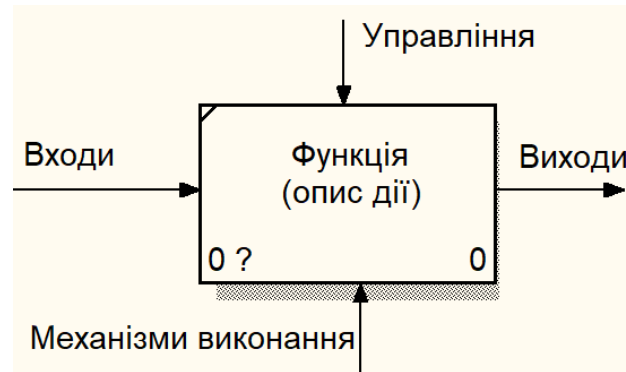 Управління
Входи
Функція
(опис дії)
Виходи
0 ?
0
Механізми виконання